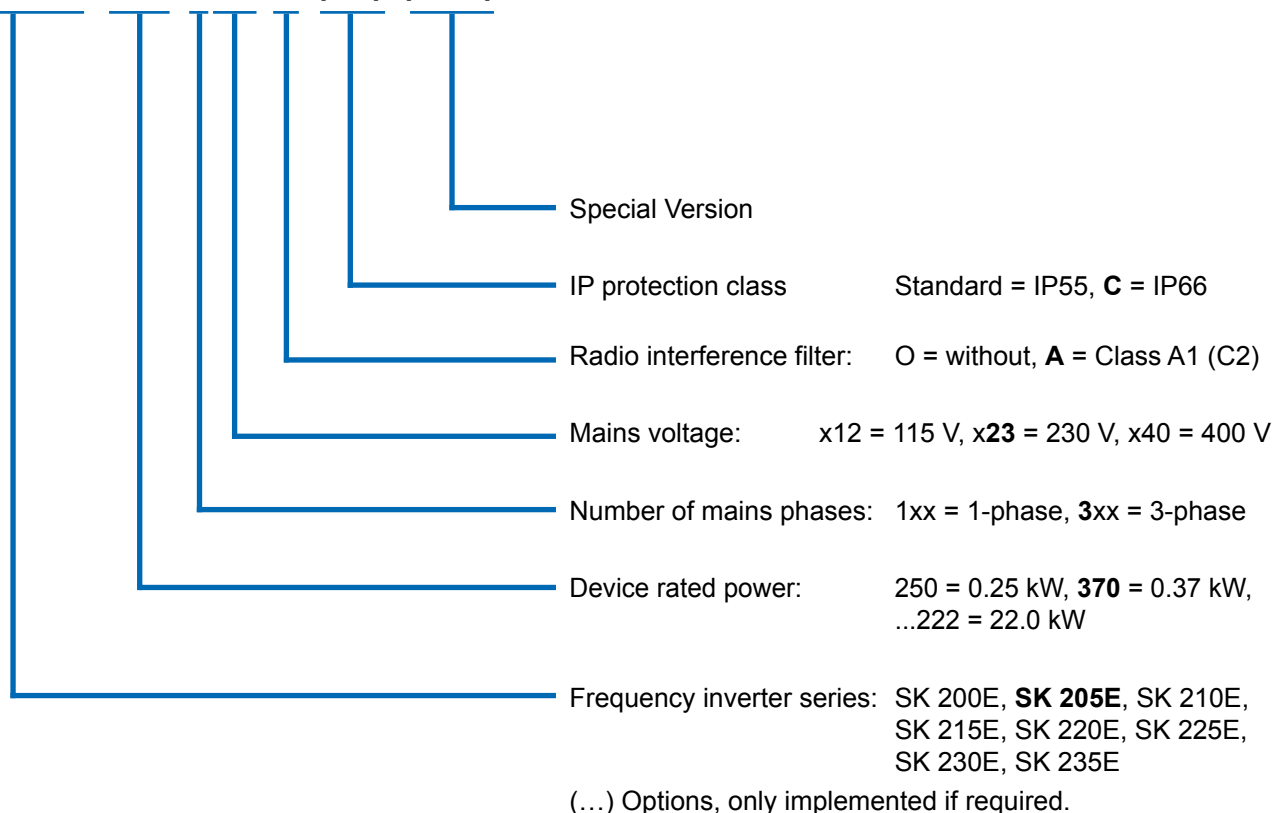 Special Version
IP protection class Standard = IP55, C = IP66
Radio interference filter: O = without, A = Class A1 (C2)
Mains voltage: x12 = 115 V, x23 = 230 V, x40 = 400 V
Number of mains phases: 1xx = 1-phase, 3xx = 3-phase
Device rated power: 250 = 0.25 kW, 370 = 0.37 kW,
...222 = 22.0 kW
Frequency inverter series: SK 200E, SK 205E, SK 210E,
SK 215E, SK 220E, SK 225E,
SK 230E, SK 235E
(…) Options, only implemented if required.